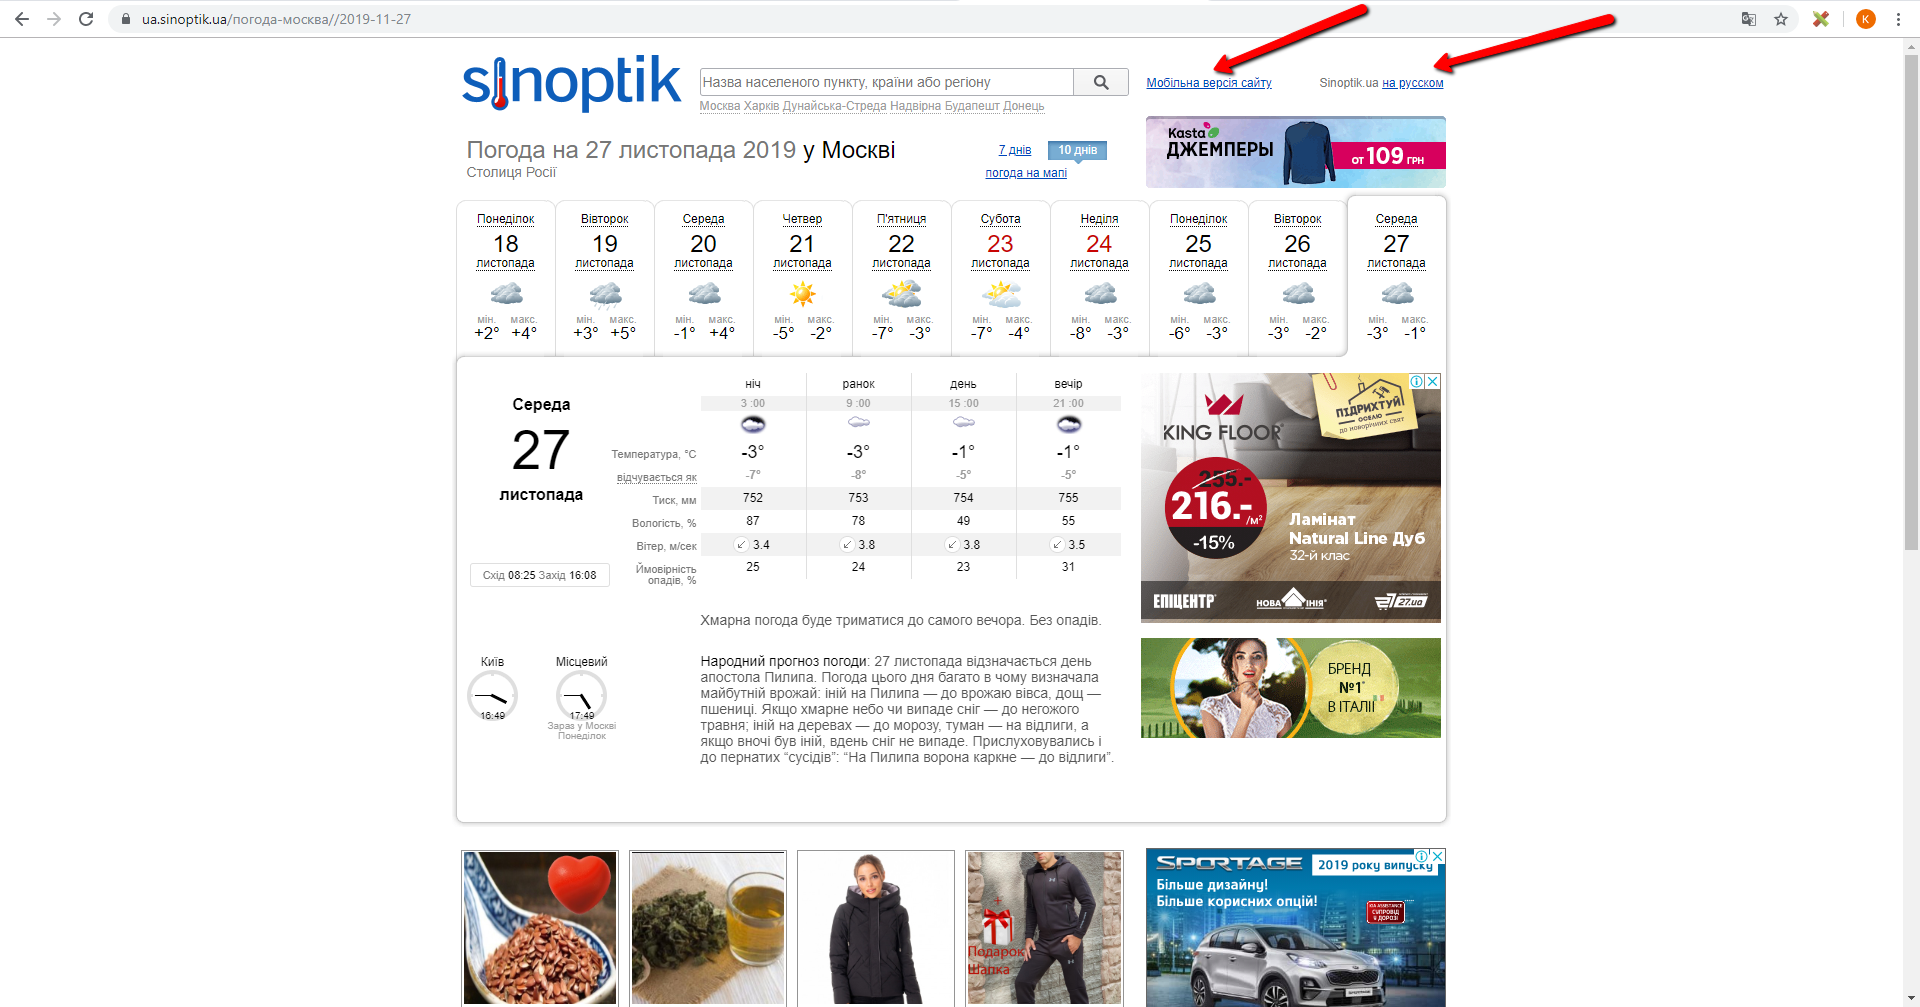 ua.sinoptik.ua/погода-москва//2019-11-27
K
sinoptik
Назва населеного пункту, країни або регіону
Мобільна версія сайту
Sinoptik.ua на русском
Москва Харків Дунайська-Стреда Надвірна Будапешт Донець
Погода на 27 листопада 2019 у Москві
Столиця Росії
7 днів 10 днів
погода на мапі
Kasta
ДЖЕМПЕРЫ
от 109 грн
Понеділок Вівторок Середа Четвер П'ятниця Субота Неділя Понеділок Вівторок Середа
18 19 20 21 22 23 24 25 26 27
листопада листопада листопада листопада листопада листопада листопада листопада листопада листопада
мін. макс. мін. макс. мін. макс. мін. макс. мін. макс. мін. макс. мін. макс. мін. макс. мін. макс. мін. макс.
+2° +4° +3° +5° -1° +4° -5° -2° -7° -3° -7° -4° -8° -3° -6° -3° -3° -2° -3° -1°
Середа
27
листопада
Схід 08:25 Захід 16:08
ніч ранок день вечір
3 :00 9 :00 15 :00 21 :00
Температура, °C -3° -3° -1° -1°
відчувається як -7° -8° -5° -5°
Тиск, мм 752 753 754 755
Вологість, % 87 78 49 55
Вітер, м/сек 3.4 3.8 3.8 3.5
Ймовірність
опадів, % 25 24 23 31
Хмарна погода буде триматися до самого вечора. Без опадів.
Київ
16:49
Місцевий
17:49
Зараз у Москві
Понеділок
Народний прогноз погоди: 27 листопада відзначається день
апостола Пилипа. Погода цього дня багато в чому визначала
майбутній врожай: іній на Пилипа — до врожаю вівса, дощ —
пшениці. Якщо хмарне небо чи випаде сніг — до негожого
травня; іній на деревах — до морозу, туман — на відлиги, а
якщо вночі був іній, вдень сніг не випаде. Прислуховувались і
до пернатих “сусідів”: “На Пилипа ворона каркне — до відлиги”.
KING FLOOR
ПІДРИХТУЙ
ОСЕЛЮ
до новорічних свят
255.-
216.- /м²
-15%
Ламінат
Natural Line Дуб
32-й клас
ЕПІЦЕНТР
НОВА ЛІНІЯ
27.ua
БРЕНД
№1*
В ІТАЛІЇ
+
Подарок
Шапка
SPORTAGE
2019 року випуску
Більше дизайну!
Більше корисних опцій!
KIA ASSISTANCE
СУПРОВІД
У ДОРОЗІ
SPORTAGE